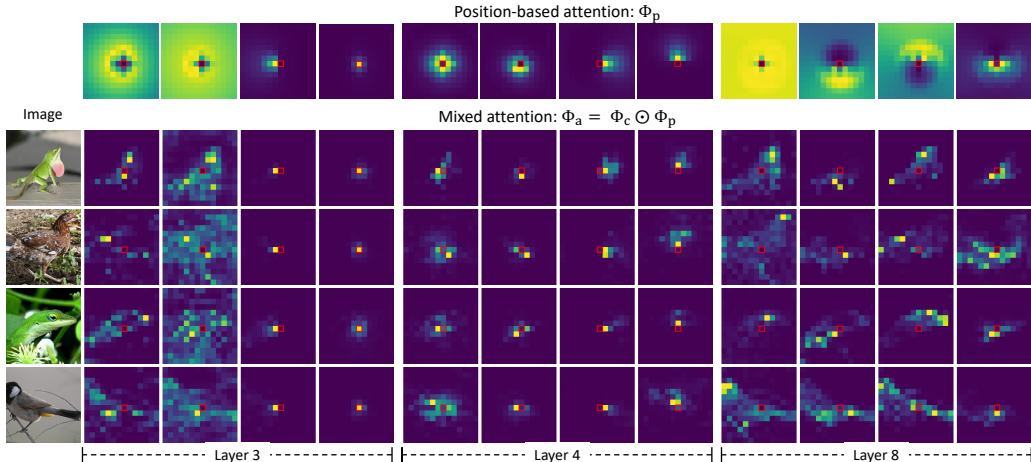 Position-based attention: Φp
Image
Mixed attention: Φa = Φc ⊙ Φp
Layer 3
Layer 4
Layer 8